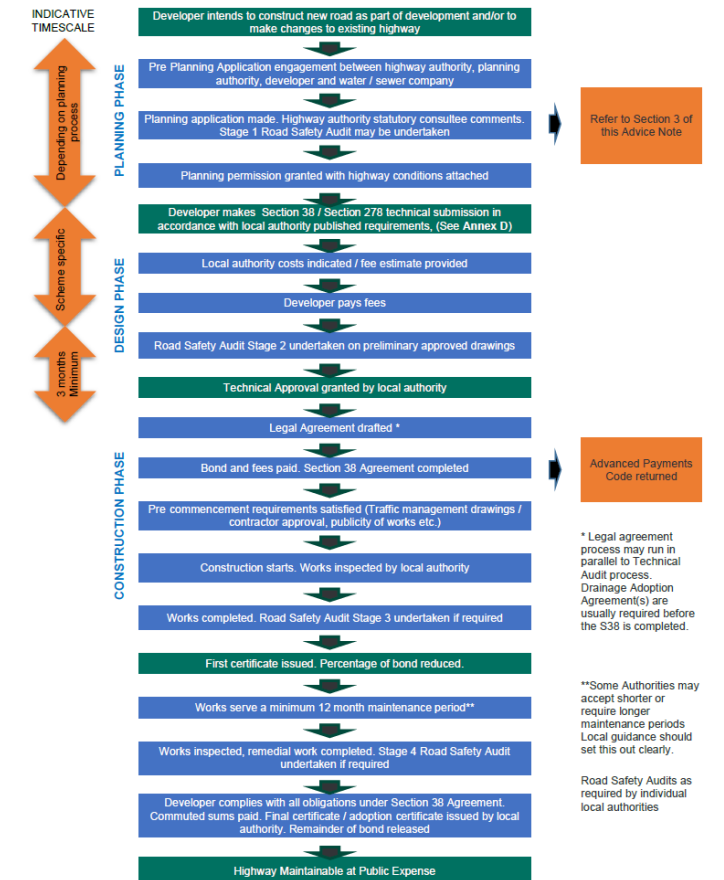 INDICATIVE
TIMESCALE
Depending on planning
process
Scheme specific
3 months
Minimum
PLANNING PHASE
DESIGN PHASE
CONSTRUCTION PHASE
Developer intends to construct new road as part of development and/or to
make changes to existing highway
Pre Planning Application engagement between highway authority, planning
authority, developer and water / sewer company
Planning application made. Highway authority statutory consultee comments.
Stage 1 Road Safety Audit may be undertaken
Refer to Section 3 of
this Advice Note
Planning permission granted with highway conditions attached
Developer makes Section 38 / Section 278 technical submission in
accordance with local authority published requirements, (See Annex D)
Local authority costs indicated / fee estimate provided
Developer pays fees
Road Safety Audit Stage 2 undertaken on preliminary approved drawings
Technical Approval granted by local authority
Legal Agreement drafted *
Bond and fees paid. Section 38 Agreement completed
Advanced Payments
Code returned
Pre commencement requirements satisfied (Traffic management drawings /
contractor approval, publicity of works etc.)
Construction starts. Works inspected by local authority
Works completed. Road Safety Audit Stage 3 undertaken if required
First certificate issued. Percentage of bond reduced.
Works serve a minimum 12 month maintenance period**
Works inspected, remedial work completed. Stage 4 Road Safety Audit
undertaken if required
Developer complies with all obligations under Section 38 Agreement.
Commuted sums paid. Final certificate / adoption certificate issued by local
authority. Remainder of bond released
Highway Maintainable at Public Expense
* Legal agreement
process may run in
parallel to Technical
Audit process.
Drainage Adoption
Agreement(s) are
usually required before
the S38 is completed.
**Some Authorities may
accept shorter or
require longer
maintenance periods
Local guidance should
set this out clearly.
Road Safety Audits as
required by individual
local authorities